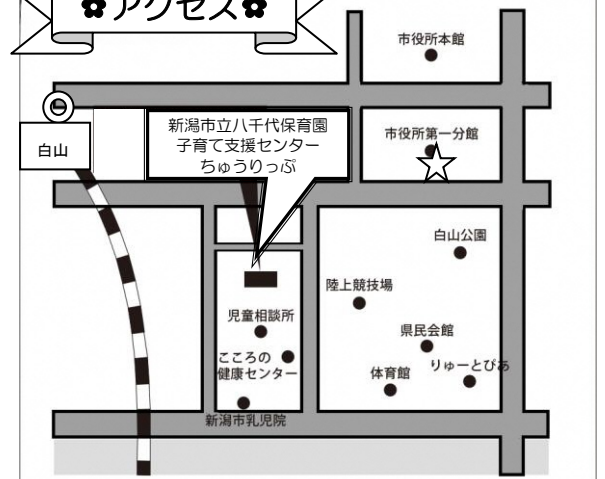 ✿アクセス✿
市役所本館
新潟市立八千代保育園
子育て支援センター
ちゅうりっぷ
市役所第一分館
白山
白山公園
陸上競技場
児童相談所
県民会館
こころの
健康センター
りゅーとぴあ
体育館
新潟市乳児院